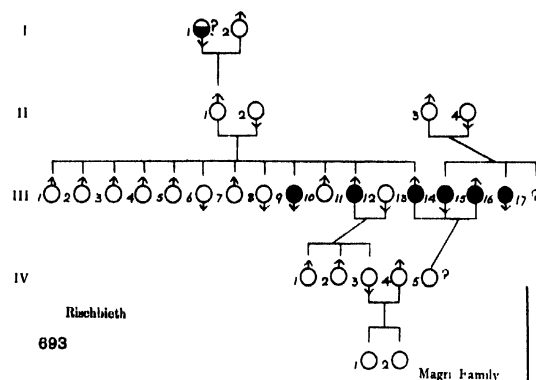 I 1 ? 2
II 1 2 3 4
III 1 2 3 4 5 6 7 8 9 10 11 12 13 14 15 16 17 ?
IV 1 2 3 4 5 ?
Rischbieth
693
1 2
Magri Family